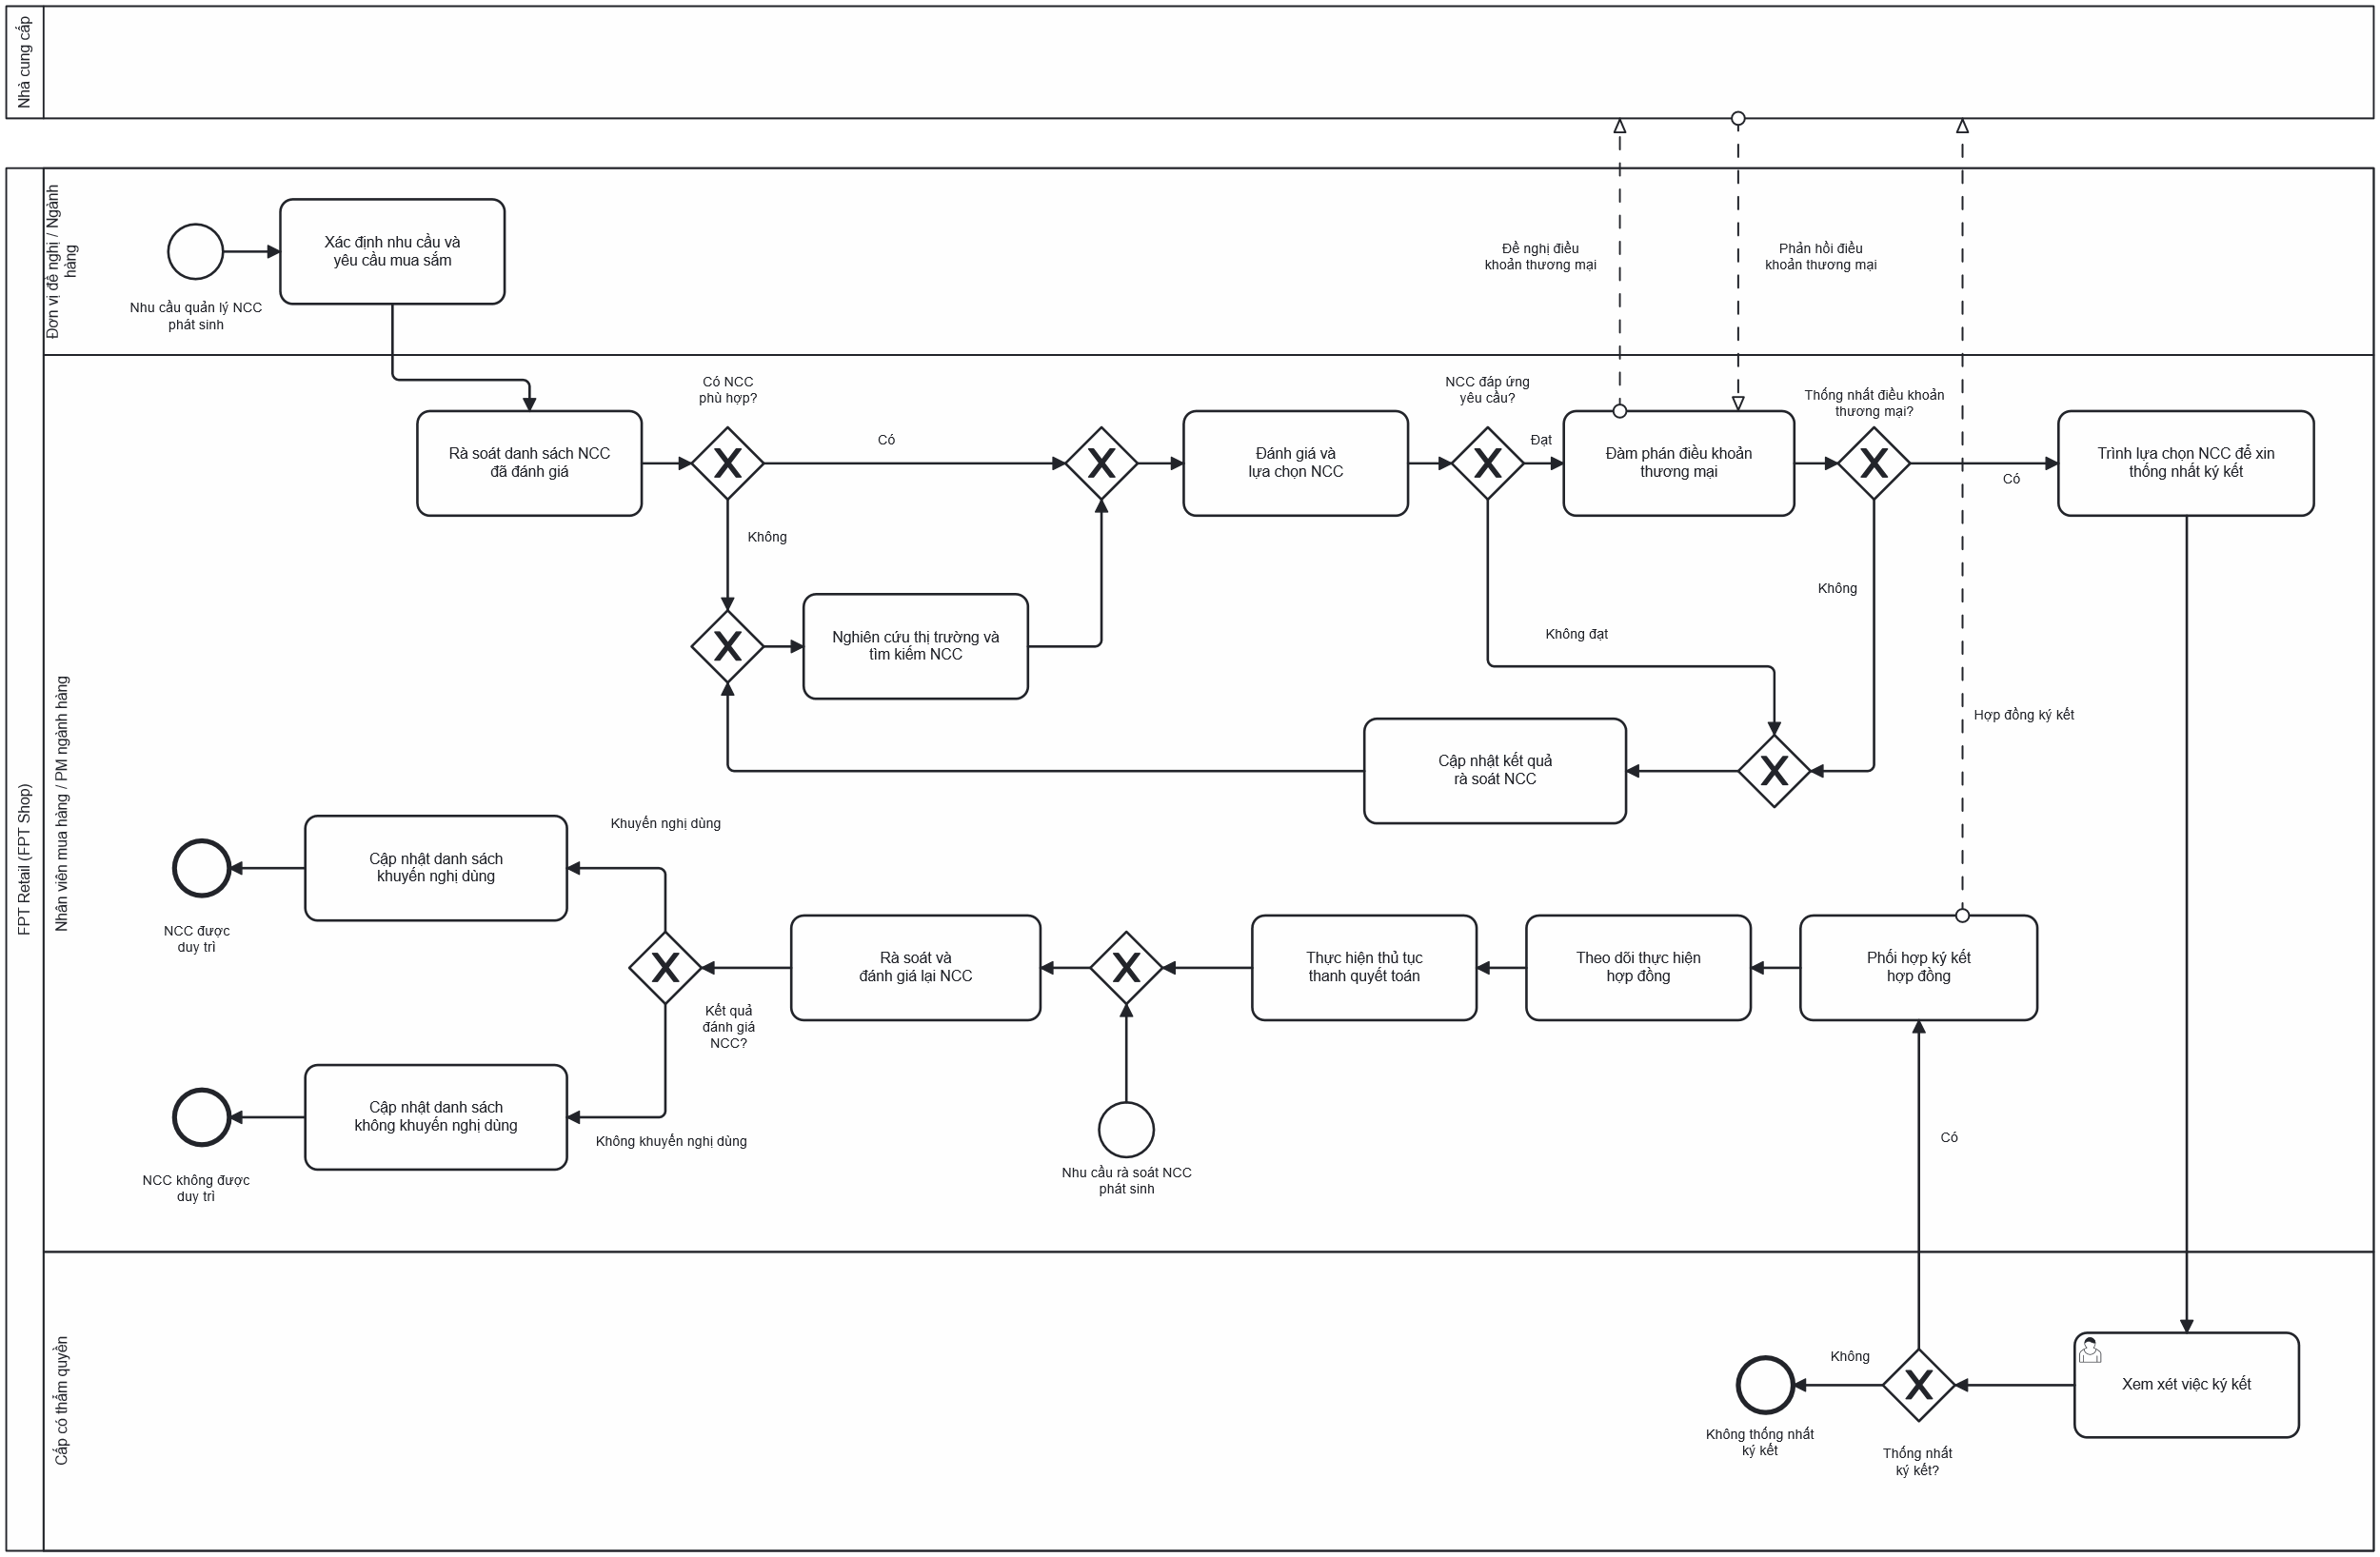 Nhà cung cấp
FPT Retail (FPT Shop)
Đơn vị đề nghị / Ngành
hàng
Nhu cầu quản lý NCC
phát sinh
Xác định nhu cầu và
yêu cầu mua sắm
Đề nghị điều
khoản thương mại
Phản hồi điều
khoản thương mại
Nhân viên mua hàng / PM ngành hàng
Rà soát danh sách NCC
đã đánh giá
Có NCC
phù hợp?
Có
Không
Nghiên cứu thị trường và
tìm kiếm NCC
Đánh giá và
lựa chọn NCC
NCC đáp ứng
yêu cầu?
Đạt
Không đạt
Đàm phán điều khoản
thương mại
Thống nhất điều khoản
thương mại?
Có
Không
Trình lựa chọn NCC để xin
thống nhất ký kết
Cập nhật kết quả
rà soát NCC
Hợp đồng ký kết
Khuyến nghị dùng
Cập nhật danh sách
khuyến nghị dùng
NCC được
duy trì
Kết quả
đánh giá
NCC?
Rà soát và
đánh giá lại NCC
Thực hiện thủ tục
thanh quyết toán
Theo dõi thực hiện
hợp đồng
Phối hợp ký kết
hợp đồng
Cập nhật danh sách
không khuyến nghị dùng
Không khuyến nghị dùng
NCC không được
duy trì
Nhu cầu rà soát NCC
phát sinh
Có
Cấp có thẩm quyền
Không
Không thống nhất
ký kết
Thống nhất
ký kết?
Xem xét việc ký kết